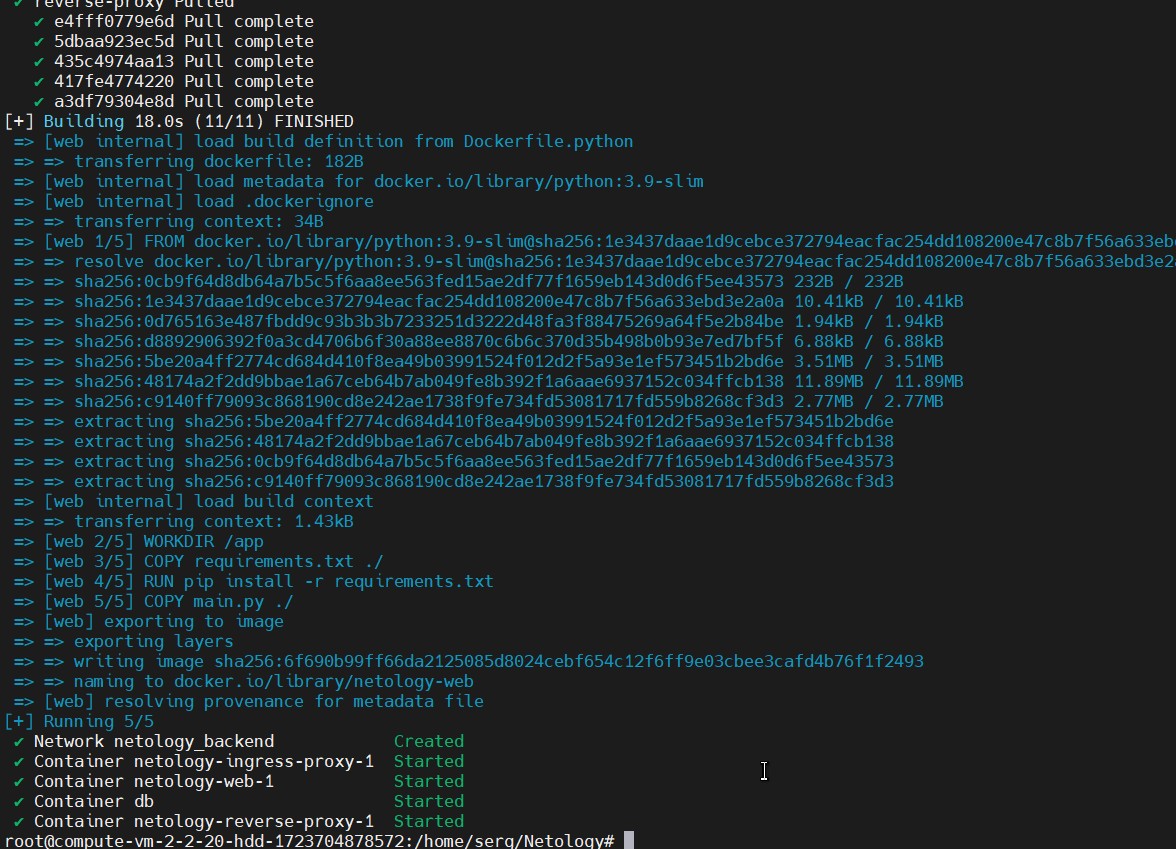 ✔ reverse-proxy Pulled
✔ e4fff0779e6d Pull complete
✔ 5dbaa923ec5d Pull complete
✔ 435c4974aa13 Pull complete
✔ 417fe4774220 Pull complete
✔ a3df79304e8d Pull complete
[+] Building 18.0s (11/11) FINISHED
=> [web internal] load build definition from Dockerfile.python
=> => transferring dockerfile: 182B
=> [web internal] load metadata for docker.io/library/python:3.9-slim
=> [web internal] load .dockerignore
=> => transferring context: 34B
=> [web 1/5] FROM docker.io/library/python:3.9-slim@sha256:1e3437daae1d9cebce372794eacfac254dd108200e47c8b7f56a633eb
=> => resolve docker.io/library/python:3.9-slim@sha256:1e3437daae1d9cebce372794eacfac254dd108200e47c8b7f56a633ebd3e2
=> => sha256:0cb9f64d8db64a7b5c5f6aa8ee563fed15ae2df77f1659eb143d0d6f5ee43573 232B / 232B
=> => sha256:1e3437daae1d9cebce372794eacfac254dd108200e47c8b7f56a633ebd3e2a0a 10.41kB / 10.41kB
=> => sha256:0d765163e487fbdd9c93b3b3b7233251d3222d48fa3f88475269a64f5e2b84be 1.94kB / 1.94kB
=> => sha256:d8892906392f0a3cd4706b6f30a88ee8870c6b6c370d35b498b0b93e7ed7bf5f 6.88kB / 6.88kB
=> => sha256:5be20a4ff2774cd684d410f8ea49b03991524f012d2f5a93e1ef573451b2bd6e 3.51MB / 3.51MB
=> => sha256:48174a2f2dd9bbae1a67ceb64b7ab049fe8b392f1a6aae6937152c034ffcb138 11.89MB / 11.89MB
=> => sha256:c9140ff79093c868190cd8e242ae1738f9fe734fd53081717fd559b8268cf3d3 2.77MB / 2.77MB
=> => extracting sha256:5be20a4ff2774cd684d410f8ea49b03991524f012d2f5a93e1ef573451b2bd6e
=> => extracting sha256:48174a2f2dd9bbae1a67ceb64b7ab049fe8b392f1a6aae6937152c034ffcb138
=> => extracting sha256:0cb9f64d8db64a7b5c5f6aa8ee563fed15ae2df77f1659eb143d0d6f5ee43573
=> => extracting sha256:c9140ff79093c868190cd8e242ae1738f9fe734fd53081717fd559b8268cf3d3
=> [web internal] load build context
=> => transferring context: 1.43kB
=> [web 2/5] WORKDIR /app
=> [web 3/5] COPY requirements.txt ./
=> [web 4/5] RUN pip install -r requirements.txt
=> [web 5/5] COPY main.py ./
=> [web] exporting to image
=> => exporting layers
=> => writing image sha256:6f690b99ff66da2125085d8024cebf654c12f6ff9e03cbee3cafd4b76f1f2493
=> => naming to docker.io/library/netology-web
=> [web] resolving provenance for metadata file
[+] Running 5/5
✔ Network netology_backend Created
✔ Container netology-ingress-proxy-1 Started
✔ Container netology-web-1 Started
✔ Container db Started
✔ Container netology-reverse-proxy-1 Started
root@compute-vm-2-2-20-hdd-1723704878572:/home/serg/Netology#